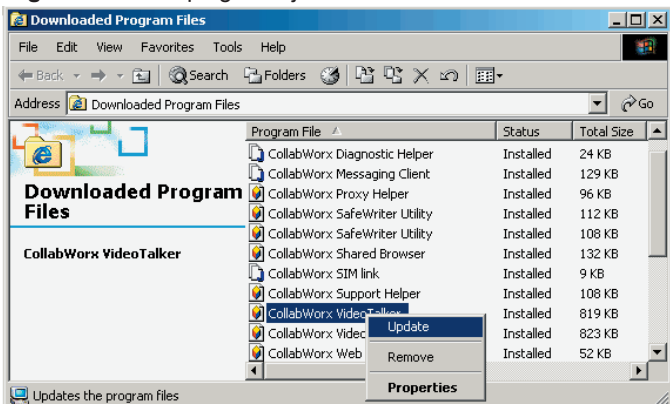 Downloaded Program Files
File Edit View Favorites Tools Help
Back Search Folders
Address Downloaded Program Files Go
Program File Status Total Size
CollabWorx Diagnostic Helper Installed 24 KB
CollabWorx Messaging Client Installed 129 KB
Downloaded Program Files
CollabWorx Proxy Helper Installed 96 KB
CollabWorx SafeWriter Utility Installed 112 KB
CollabWorx SafeWriter Utility Installed 108 KB
CollabWorx VideoTalker
CollabWorx Shared Browser Installed 132 KB
CollabWorx SIM link Installed 9 KB
CollabWorx Support Helper Installed 108 KB
CollabWorx VideoTalker Installed 819 KB
Update
CollabWorx Video Installed 823 KB
CollabWorx Web Installed 52 KB
Remove
Properties
Updates the program files